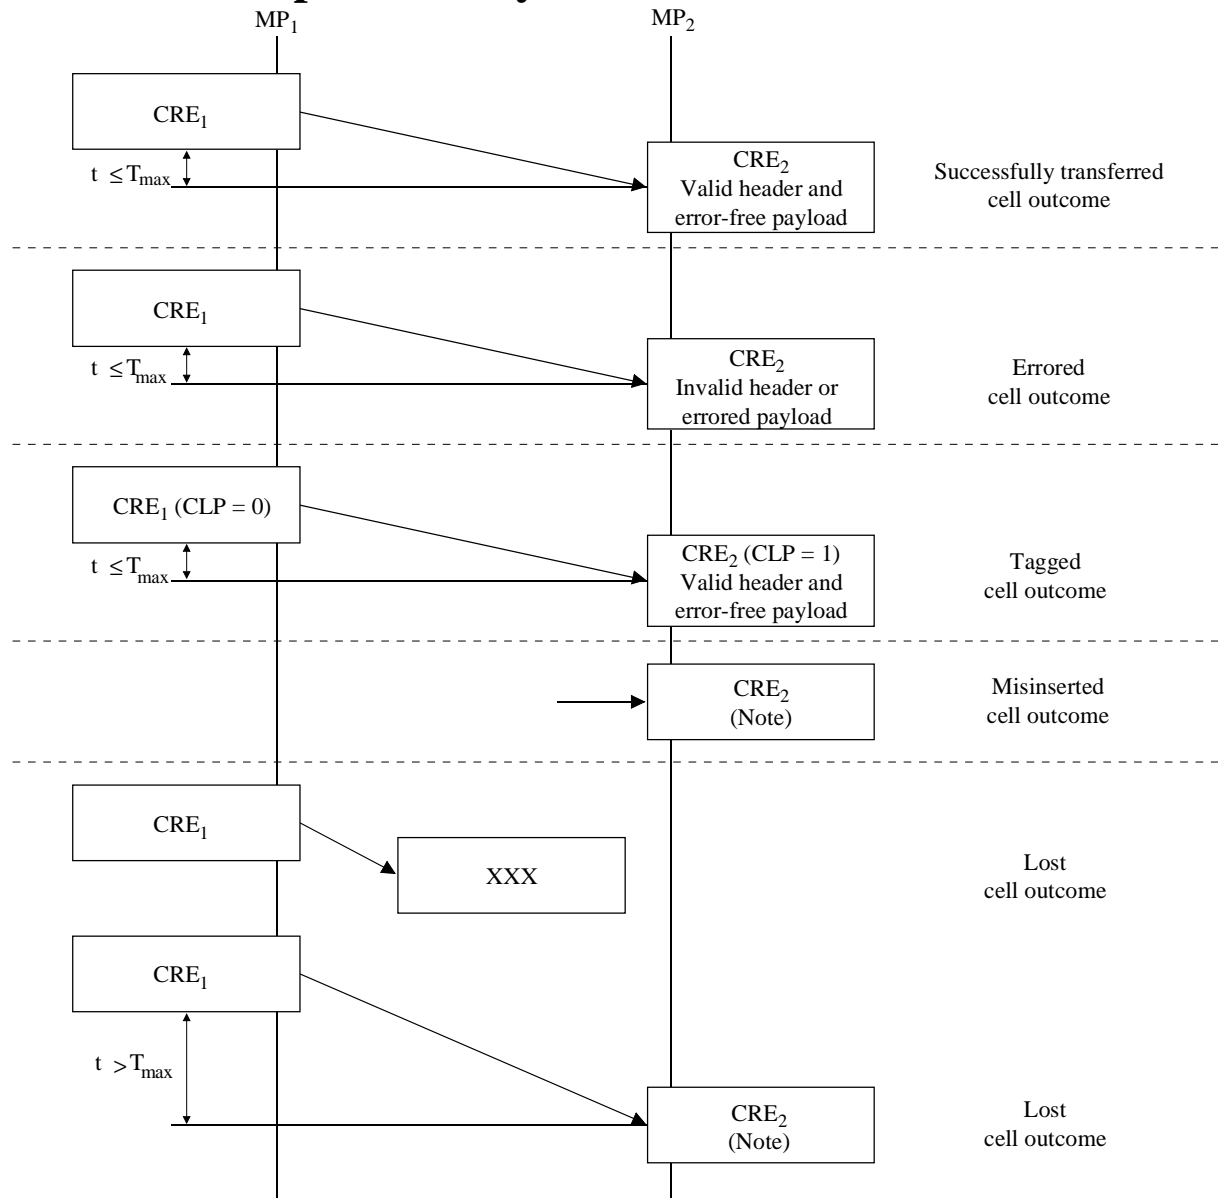 MP1
MP2
CRE1
t ≤ Tmax
CRE2
Valid header and
error-free payload
Successfully transferred
cell outcome
CRE1
t ≤ Tmax
CRE2
Invalid header or
errored payload
Errored
cell outcome
CRE1 (CLP = 0)
t ≤ Tmax
CRE2 (CLP = 1)
Valid header and
error-free payload
Tagged
cell outcome
CRE2
(Note)
Misinserted
cell outcome
CRE1
XXX
Lost
cell outcome
CRE1
t > Tmax
CRE2
(Note)
Lost
cell outcome